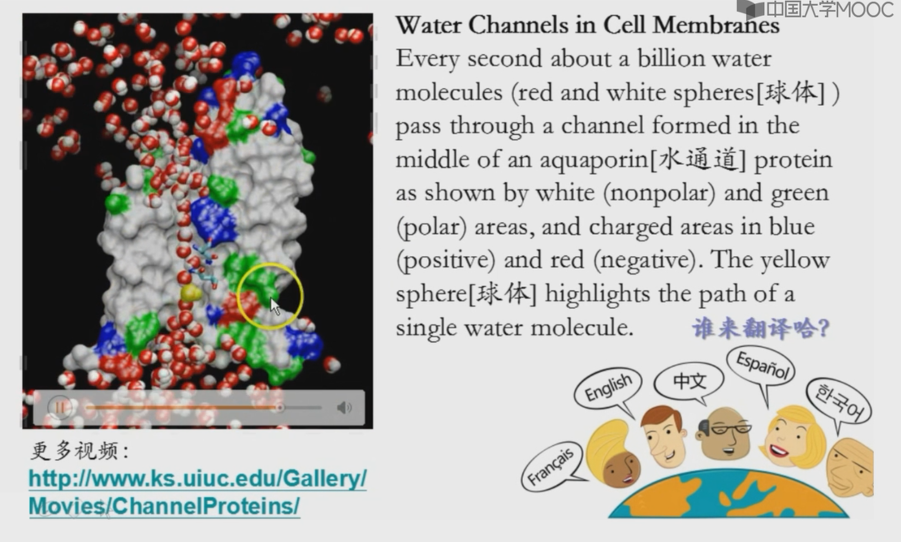 中国大学MOOC
Water Channels in Cell Membranes
Every second about a billion water
molecules (red and white spheres[球体] )
pass through a channel formed in the
middle of an aquaporin[水通道] protein
as shown by white (nonpolar) and green
(polar) areas, and charged areas in blue
(positive) and red (negative). The yellow
sphere[球体] highlights the path of a
single water molecule.
谁来翻译哈?
更多视频:
http://www.ks.uiuc.edu/Gallery/
Movies/ChannelProteins/
Français
English
中文
Español
한국어